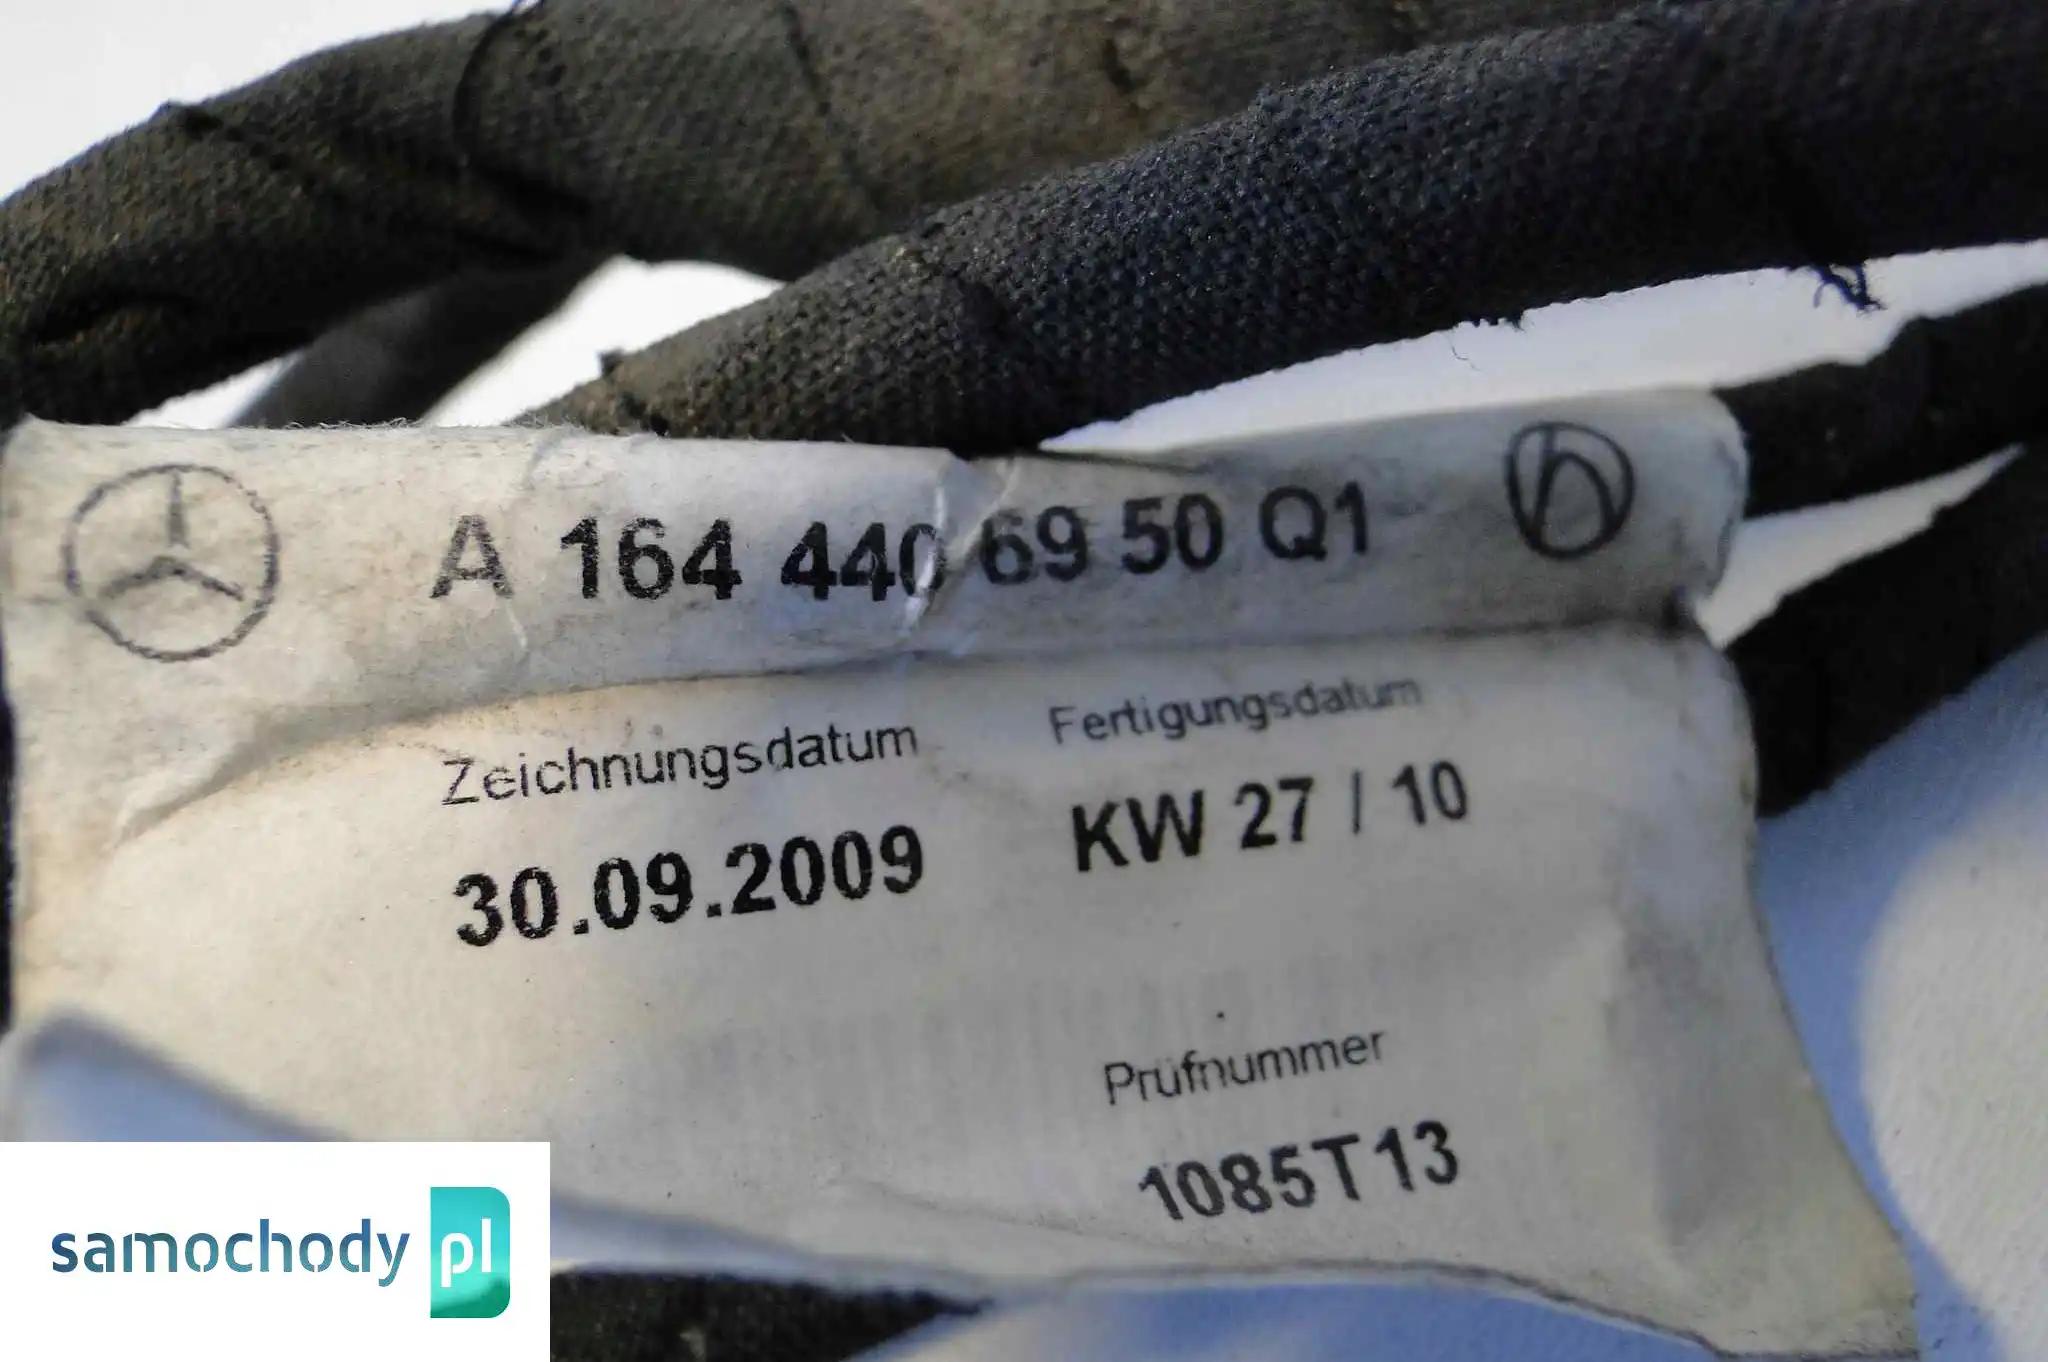 A 164 440 69 50 Q1
Zeichnungsdatum
Fertigungsdatum
30.09.2009
KW 27 / 10
Prüfnummer
1085T13
samochody pl